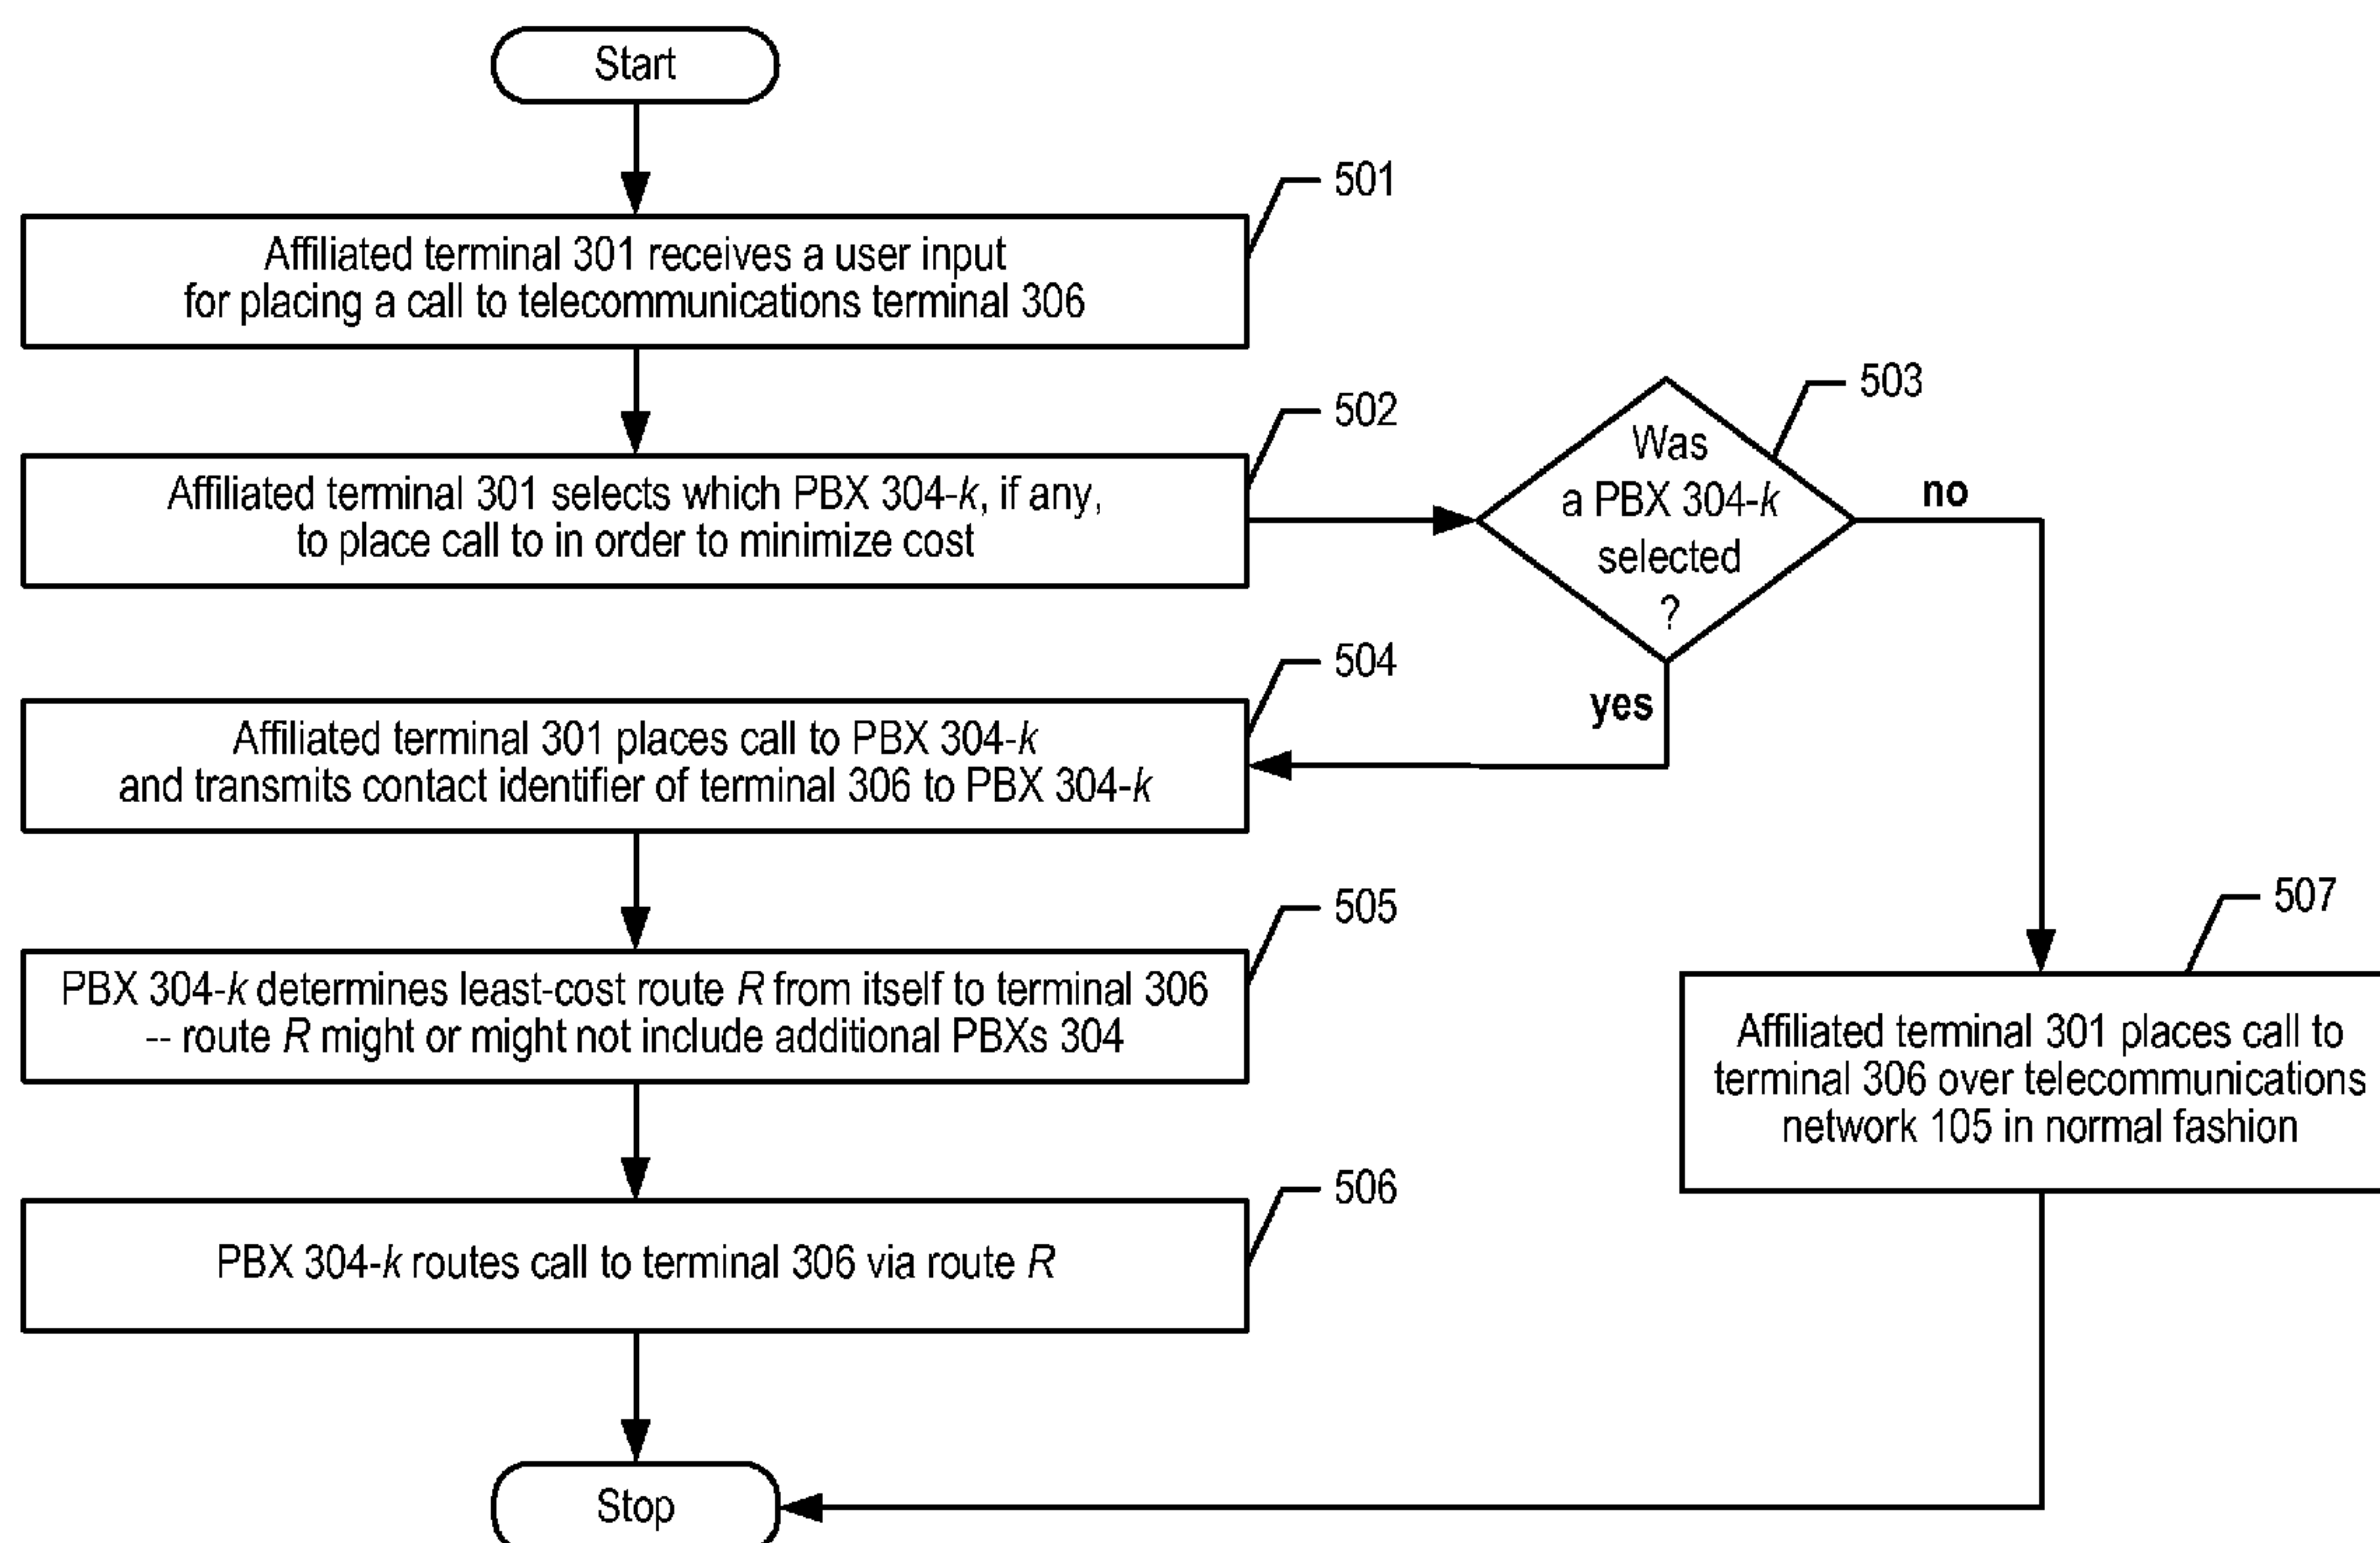 Start
501
Affiliated terminal 301 receives a user input
for placing a call to telecommunications terminal 306
502
Affiliated terminal 301 selects which PBX 304-k, if any,
to place call to in order to minimize cost
503
Was
a PBX 304-k
selected
?
no
yes
504
Affiliated terminal 301 places call to PBX 304-k
and transmits contact identifier of terminal 306 to PBX 304-k
505
PBX 304-k determines least-cost route R from itself to terminal 306
-- route R might or might not include additional PBXs 304
507
Affiliated terminal 301 places call to
terminal 306 over telecommunications
network 105 in normal fashion
506
PBX 304-k routes call to terminal 306 via route R
Stop